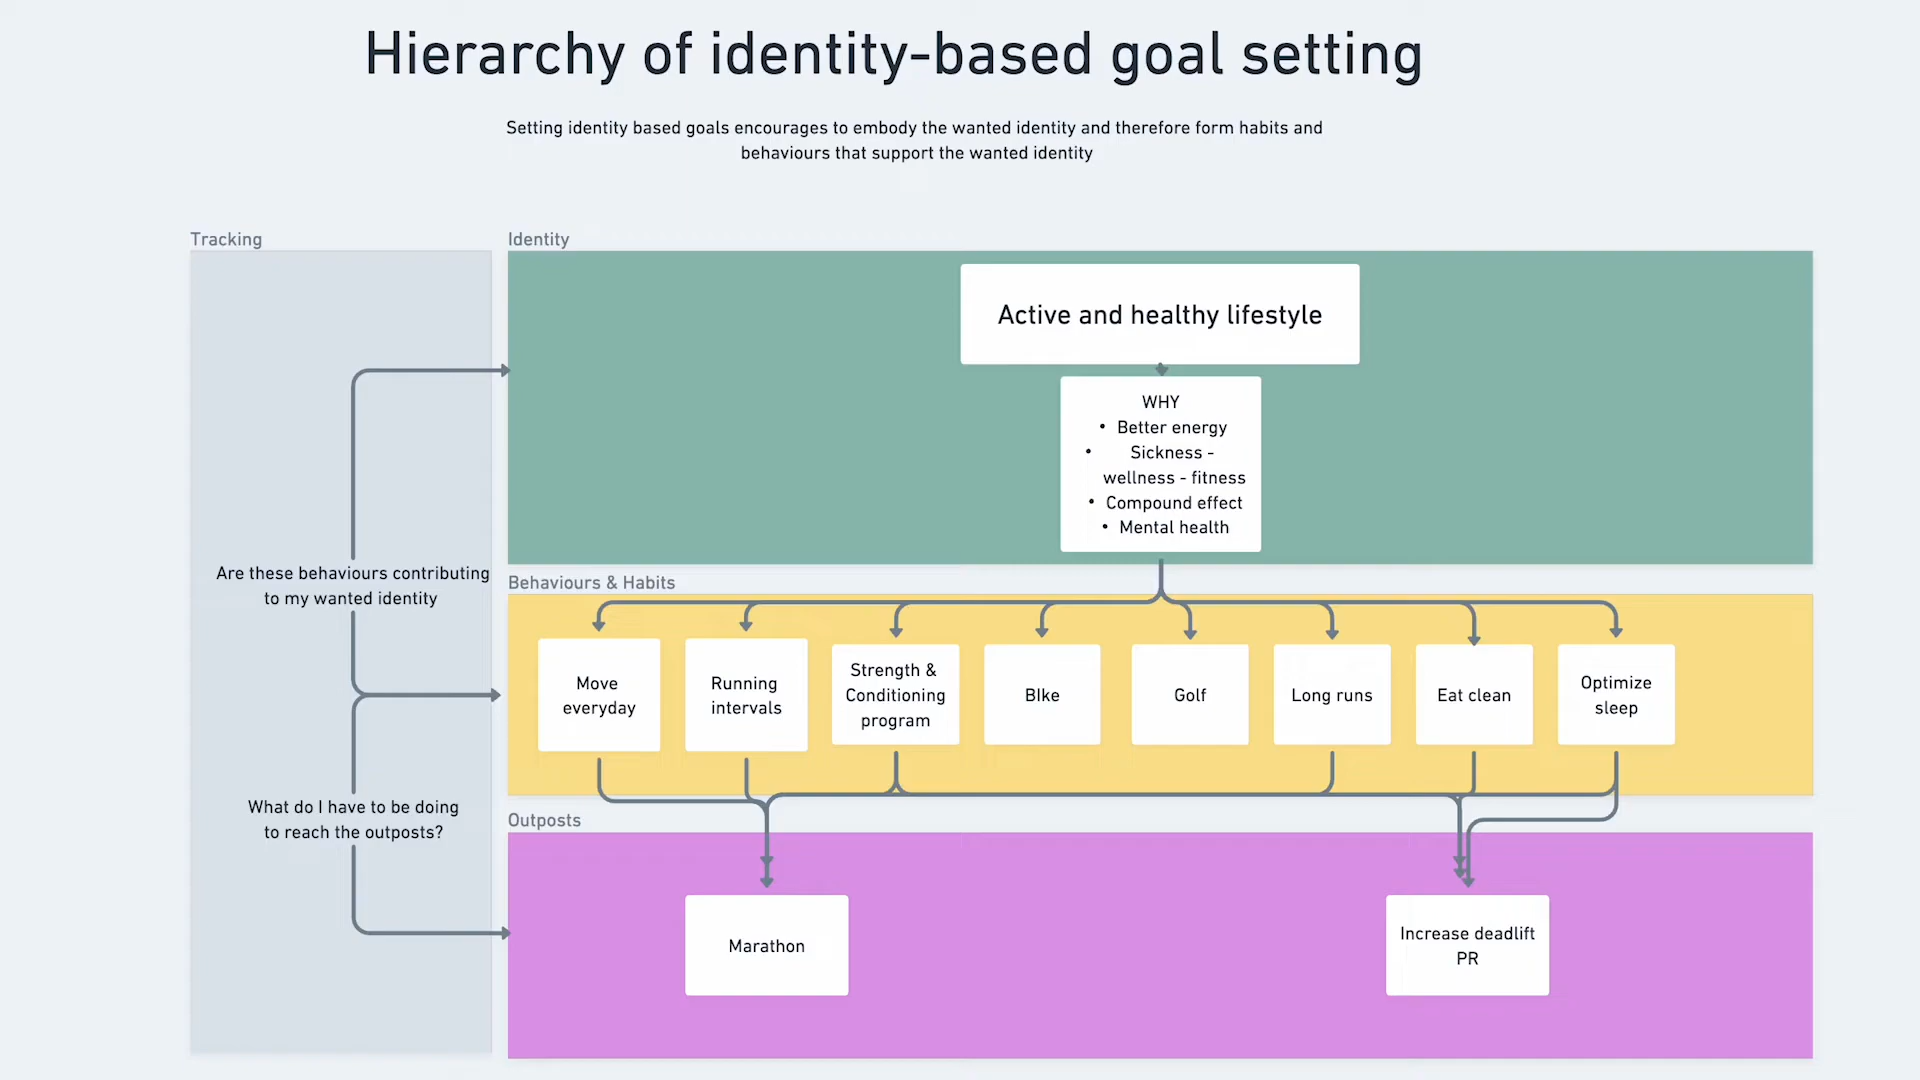 Hierarchy of identity-based goal setting
Setting identity based goals encourages to embody the wanted identity and therefore form habits and
behaviours that support the wanted identity
Tracking
Identity
Active and healthy lifestyle
WHY
• Better energy
• Sickness -
wellness - fitness
• Compound effect
• Mental health
Are these behaviours contributing
to my wanted identity
Behaviours & Habits
Move
everyday
Running
intervals
Strength &
Conditioning
program
BIke
Golf
Long runs
Eat clean
Optimize
sleep
What do I have to be doing
to reach the outposts?
Outposts
Marathon
Increase deadlift
PR